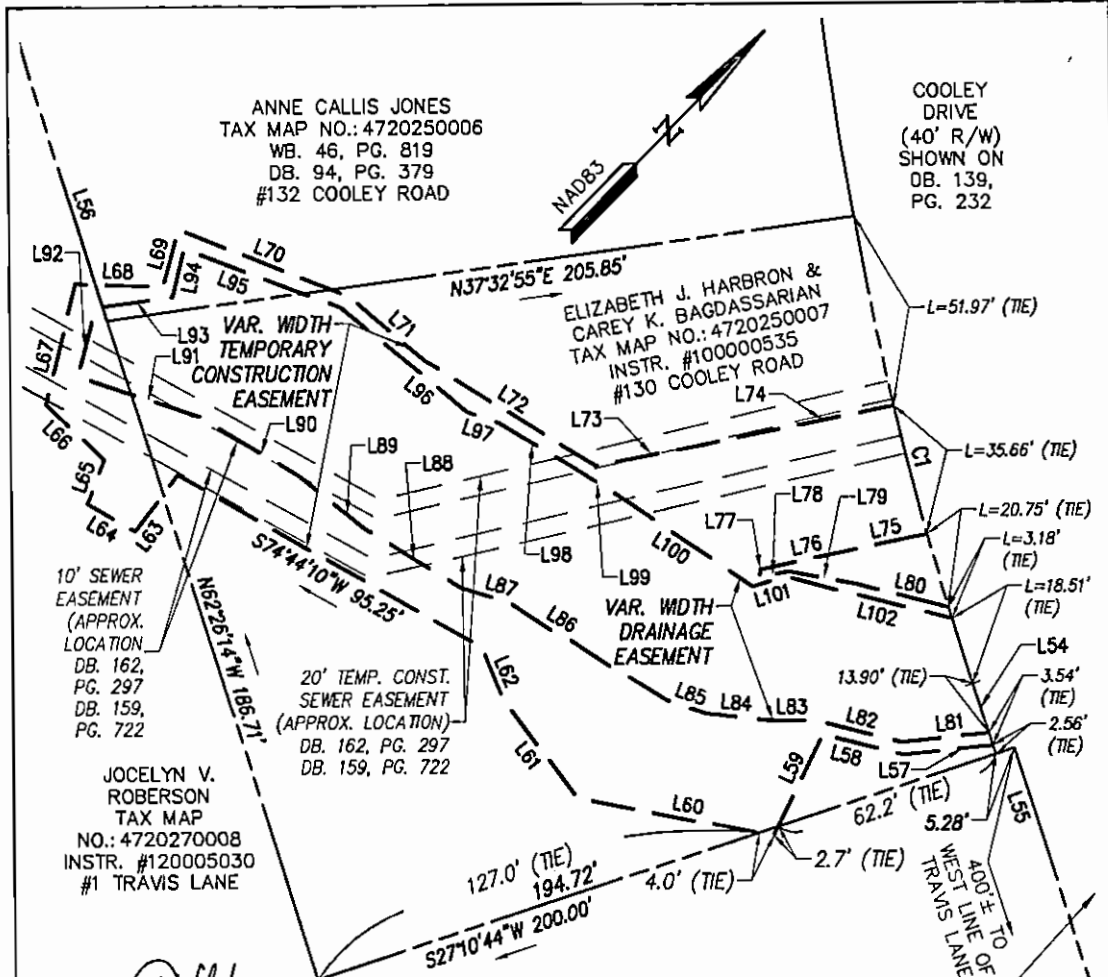 ANNE CALLIS JONES
TAX MAP NO.: 4720250006
WB. 46, PG. 819
DB. 94, PG. 379
#132 COOLEY ROAD
NAD83
N
COOLEY
DRIVE
(40' R/W)
SHOWN ON
DB. 139,
PG. 232
L56
L92
L68
L69
L94
L70
L95
N37°32'55"E 205.85'
L=51.97' (TIE)
ELIZABETH J. HARBRON &
CAREY K. BAGDASSARIAN
TAX MAP NO.: 4720250007
INSTR. #100000535
#130 COOLEY ROAD
L93
L67
L91
VAR. WIDTH
TEMPORARY
CONSTRUCTION
EASEMENT
L71
L96
L72
L97
L73
L74
L66
L90
L89
L88
C1
L=35.66' (TIE)
L65
L64
L63
L98
L99
L100
L77
L78
L79
L76
L75
L=20.75' (TIE)
L=3.18'
(TIE)
L80
L101
L102
L=18.51'
(TIE)
S74°44'10"W 95.25'
L87
L86
VAR. WIDTH
DRAINAGE
EASEMENT
L54
10' SEWER
EASEMENT
(APPROX.
LOCATION
DB. 162,
PG. 297
DB. 159,
PG. 722
N62°26'14"W 186.71'
20' TEMP. CONST.
SEWER EASEMENT
(APPROX. LOCATION)
DB. 162, PG. 297
DB. 159, PG. 722
L62
L61
L85
L84
L83
L82
L81
L58
L57
L59
L60
13.90' (TIE)
3.54'
(TIE)
2.56'
(TIE)
62.2' (TIE)
5.28'
L55
JOCELYN V.
ROBERSON
TAX MAP
NO.: 4720270008
INSTR. #120005030
#1 TRAVIS LANE
127.0' (TIE)
194.72'
S27°10'44"W 200.00'
4.0' (TIE)
2.7' (TIE)
400'± TO
WEST LINE OF
TRAVIS LANE